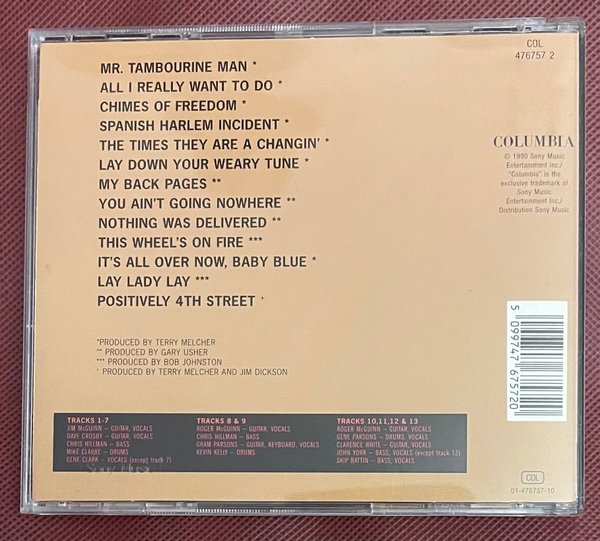 COL
476757 2
MR. TAMBOURINE MAN *
ALL I REALLY WANT TO DO *
CHIMES OF FREEDOM *
SPANISH HARLEM INCIDENT *
THE TIMES THEY ARE A CHANGIN' *
LAY DOWN YOUR WEARY TUNE *
MY BACK PAGES **
YOU AIN'T GOING NOWHERE **
NOTHING WAS DELIVERED **
THIS WHEEL'S ON FIRE ***
IT'S ALL OVER NOW, BABY BLUE *
LAY LADY LAY ***
POSITIVELY 4TH STREET +
COLUMBIA
© 1990 Sony Music
Entertainment Inc./
"Columbia" is the
exclusive trademark of
Sony Music
Entertainment Inc./
Distribution Sony Music
*PRODUCED BY TERRY MELCHER
** PRODUCED BY GARY USHER
*** PRODUCED BY BOB JOHNSTON
+ PRODUCED BY TERRY MELCHER AND JIM DICKSON
5 099747 675720
TRACKS 1-7
JIM McGUINN – GUITAR, VOCALS
DAVE CROSBY – GUITAR, VOCALS
CHRIS HILLMAN – BASS
MIKE CLARKE – DRUMS
GENE CLARK – VOCALS (except track 7)
TRACKS 8 & 9
ROGER McGUINN – GUITAR, VOCALS
CHRIS HILLMAN – BASS
GRAM PARSONS – GUITAR, KEYBOARD, VOCALS
KEVIN KELLY – DRUMS
TRACKS 10,11,12 & 13
ROGER McGUINN – GUITAR, VOCALS
GENE PARSONS – DRUMS, VOCALS
CLARENCE WHITE – GUITAR, VOCALS
JOHN YORK – BASS, VOCALS (except track 13)
SKIP BATTIN – BASS, VOCALS
Sony Music
CDL
01-476757-10